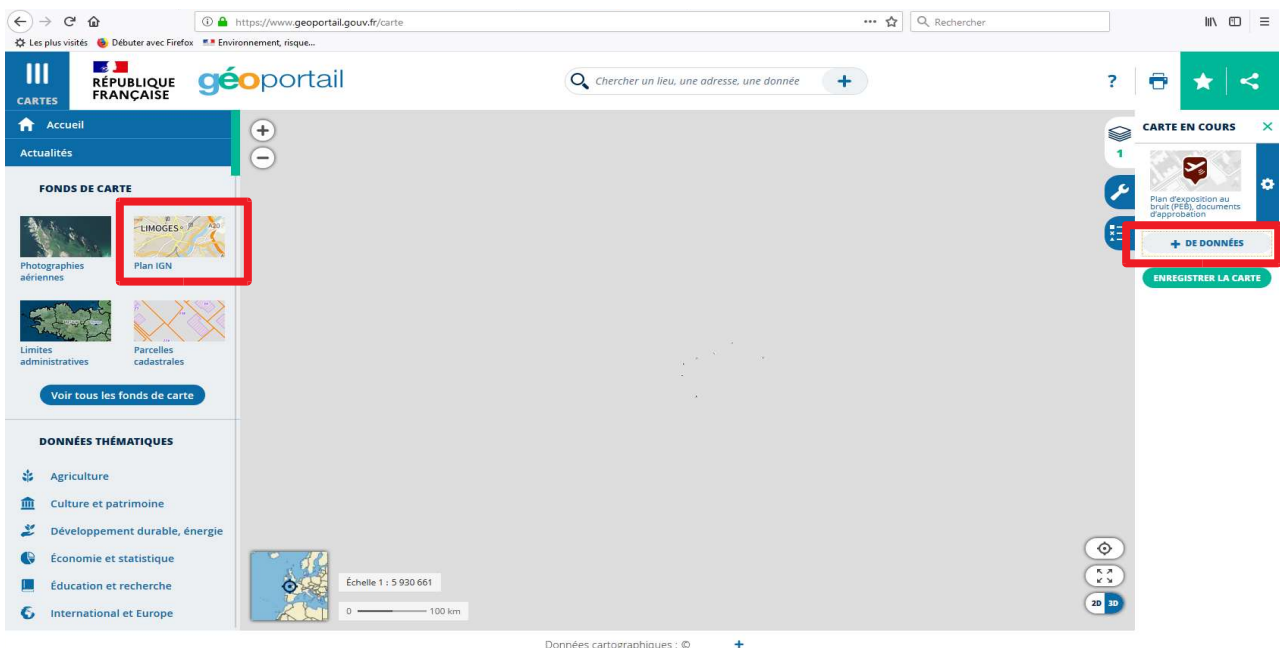 https://www.geoportail.gouv.fr/carte
Rechercher
Les plus visités
Débuter avec Firefox
Environnement, risque...
CARTES
RÉPUBLIQUE
FRANÇAISE
géoportail
Chercher un lieu, une adresse, une donnée
+
?
Accueil
Actualités
FONDS DE CARTE
LIMOGES
A20
Photographies
aériennes
Plan IGN
Limites
administratives
Parcelles
cadastrales
Voir tous les fonds de carte
DONNÉES THÉMATIQUES
Agriculture
Culture et patrimoine
Développement durable, énergie
Économie et statistique
Éducation et recherche
International et Europe
+
−
Échelle 1 : 5 930 661
0 100 km
1
CARTE EN COURS
Plan d'exposition au
bruit (PEB), documents
d'approbation
+ DE DONNÉES
ENREGISTRER LA CARTE
2D 3D
Données cartographiques : © +